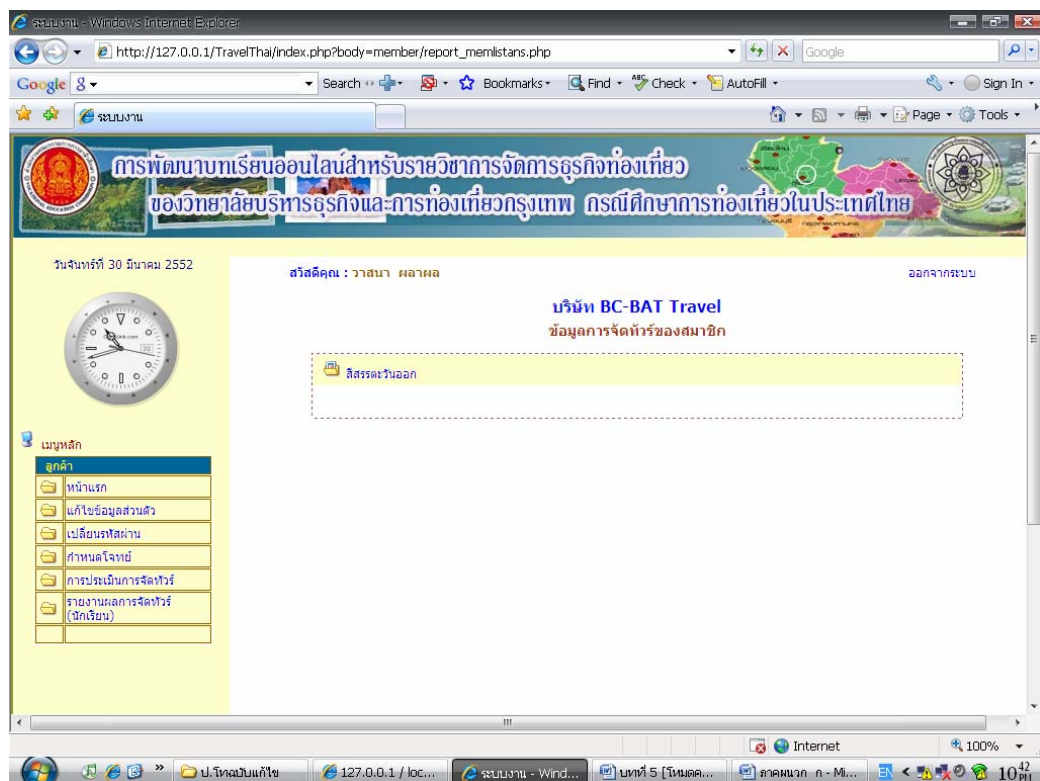 ระบบงาน - Windows Internet Explorer
http://127.0.0.1/TravelThai/index.php?body=member/report_memlistans.php
Google
Google
Search
Bookmarks
Find
Check
AutoFill
Sign In
ระบบงาน
Page
Tools
การพัฒนาบทเรียนออนไลน์สำหรับรายวิชาการจัดการธุรกิจท่องเที่ยว
ของวิทยาลัยบริหารธุรกิจและการท่องเที่ยวกรุงเทพ กรณีศึกษาการท่องเที่ยวในประเทศไทย
วันจันทร์ที่ 30 มีนาคม 2552
สวัสดีคุณ : วาสนา ผลาผล
ออกจากระบบ
บริษัท BC-BAT Travel
ข้อมูลการจัดทัวร์ของสมาชิก
สีสรรตะวันออก
เมนูหลัก
ลูกค้า
หน้าแรก
แก้ไขข้อมูลส่วนตัว
เปลี่ยนรหัสผ่าน
กำหนดโจทย์
การประเมินการจัดทัวร์
รายงานผลการจัดทัวร์
(นักเรียน)
Internet
100%
ป.โทฉบับแก้ไข
127.0.0.1 / loc...
ระบบงาน - Wind...
บทที่ 5 [โหมดค...
ภาคผนวก ก - Mi...
EN
10 42 PM